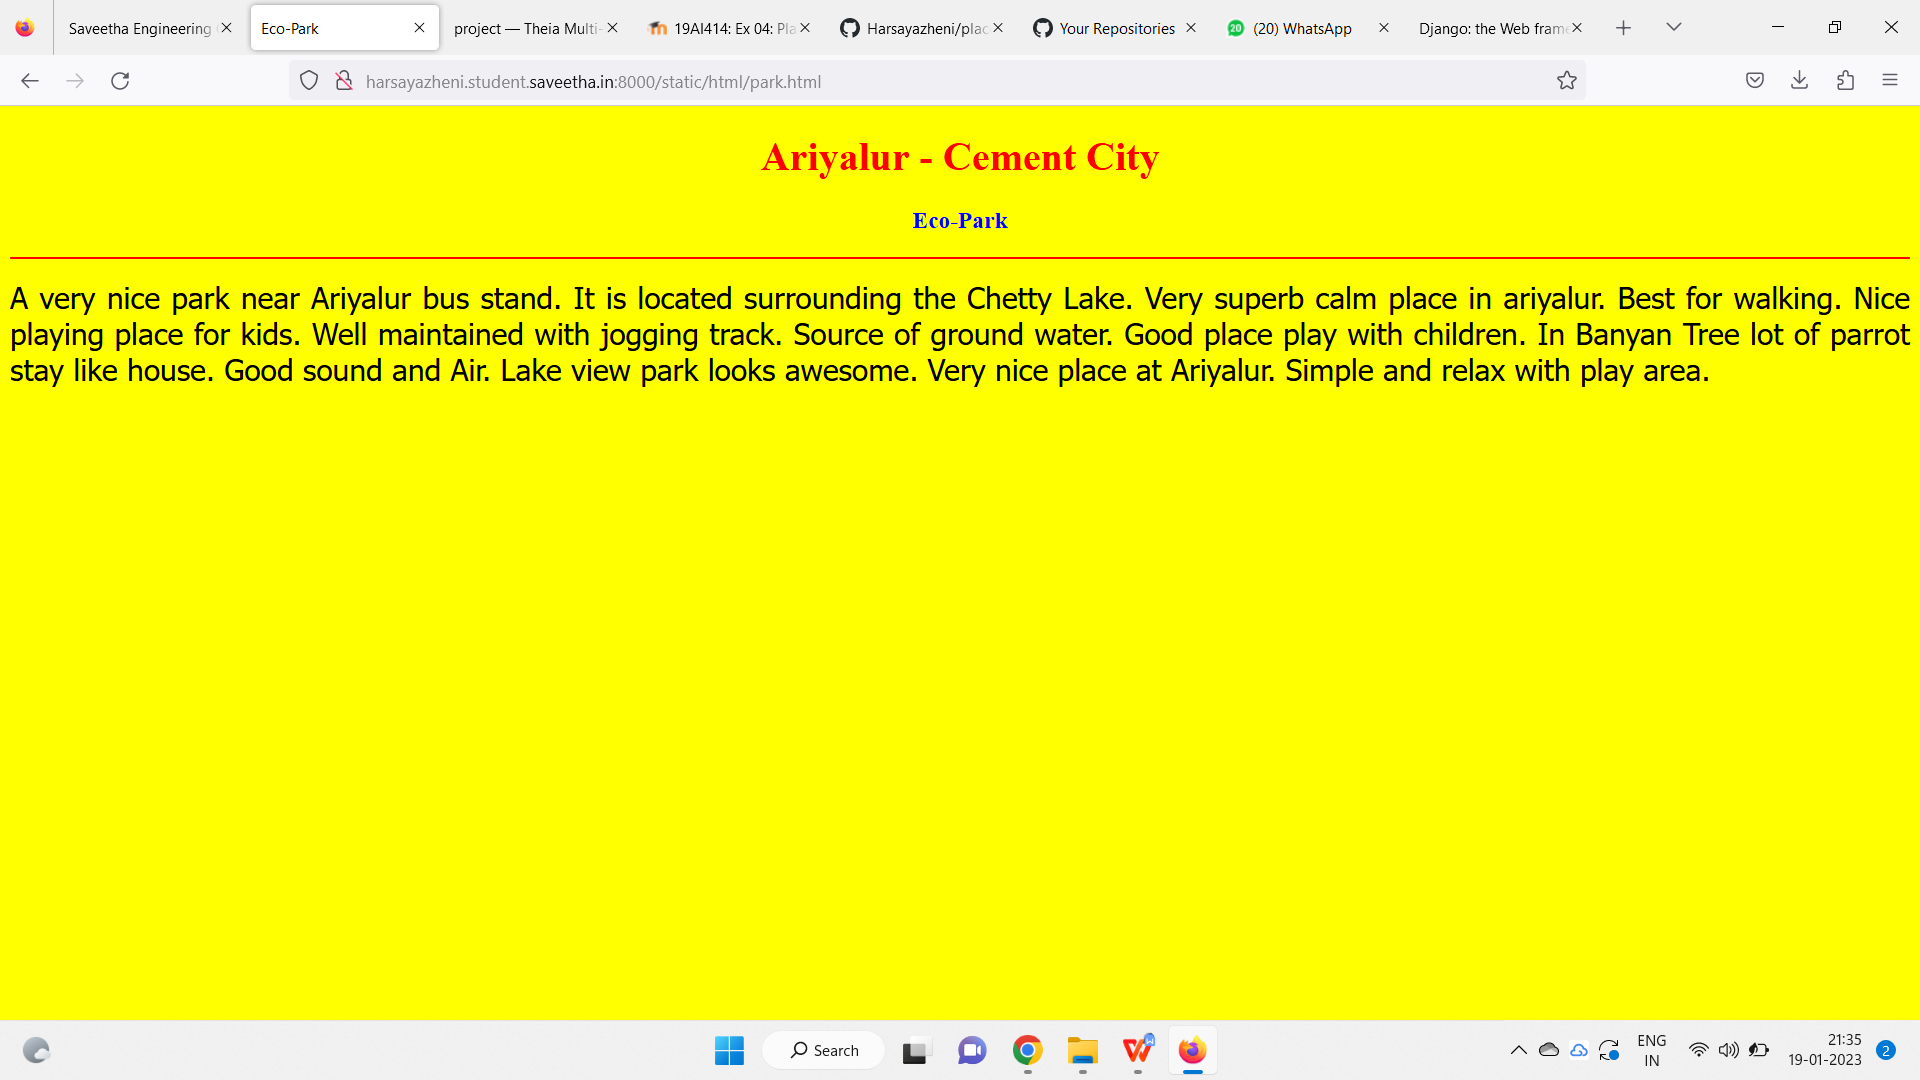 Saveetha Engineering
Eco-Park
project — Theia Multi-
19AI414: Ex 04: Pla
Harsayazheni/plac
Your Repositories
20
(20) WhatsApp
Django: the Web frame
harsayazheni.student.saveetha.in:8000/static/html/park.html
Ariyalur - Cement City
Eco-Park
A very nice park near Ariyalur bus stand. It is located surrounding the Chetty Lake. Very superb calm place in ariyalur. Best for walking. Nice
playing place for kids. Well maintained with jogging track. Source of ground water. Good place play with children. In Banyan Tree lot of parrot
stay like house. Good sound and Air. Lake view park looks awesome. Very nice place at Ariyalur. Simple and relax with play area.
Search
ENG
IN
21:35
19-01-2023
2